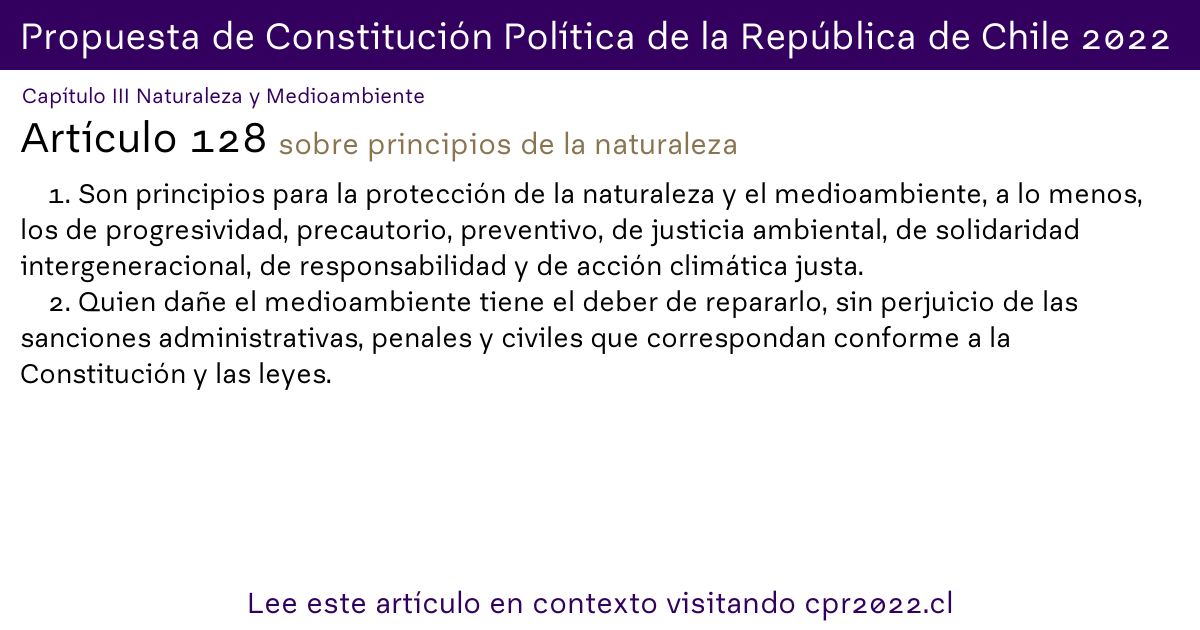 Propuesta de Constitución Política de la República de Chile 2022
Capítulo III Naturaleza y Medioambiente
Artículo 128 sobre principios de la naturaleza
1. Son principios para la protección de la naturaleza y el medioambiente, a lo menos,
los de progresividad, precautorio, preventivo, de justicia ambiental, de solidaridad
intergeneracional, de responsabilidad y de acción climática justa.
2. Quien dañe el medioambiente tiene el deber de repararlo, sin perjuicio de las
sanciones administrativas, penales y civiles que correspondan conforme a la
Constitución y las leyes.
Lee este artículo en contexto visitando cpr2022.cl